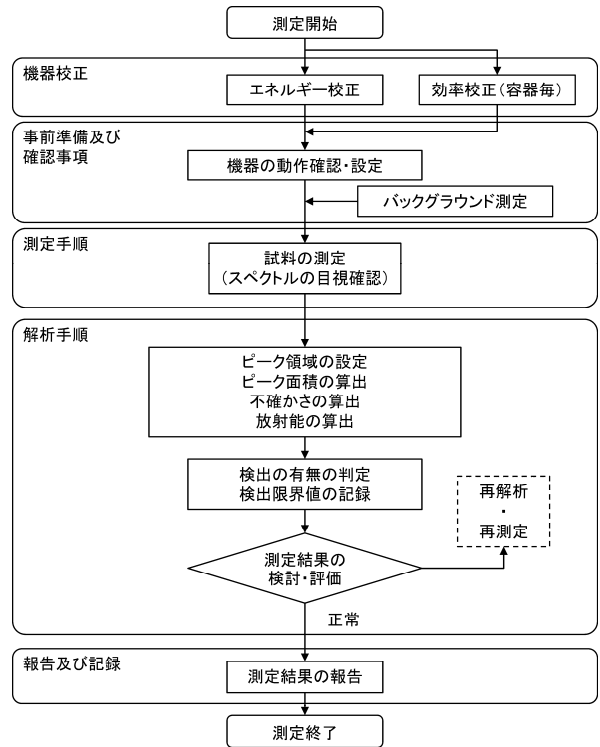 測定開始
機器校正
エネルギー校正
効率校正(容器毎)
事前準備及び
確認事項
機器の動作確認・設定
バックグラウンド測定
測定手順
試料の測定
(スペクトルの目視確認)
解析手順
ピーク領域の設定
ピーク面積の算出
不確かさの算出
放射能の算出
検出の有無の判定
検出限界値の記録
再解析
・
再測定
測定結果の
検討・評価
正常
報告及び記録
測定結果の報告
測定終了